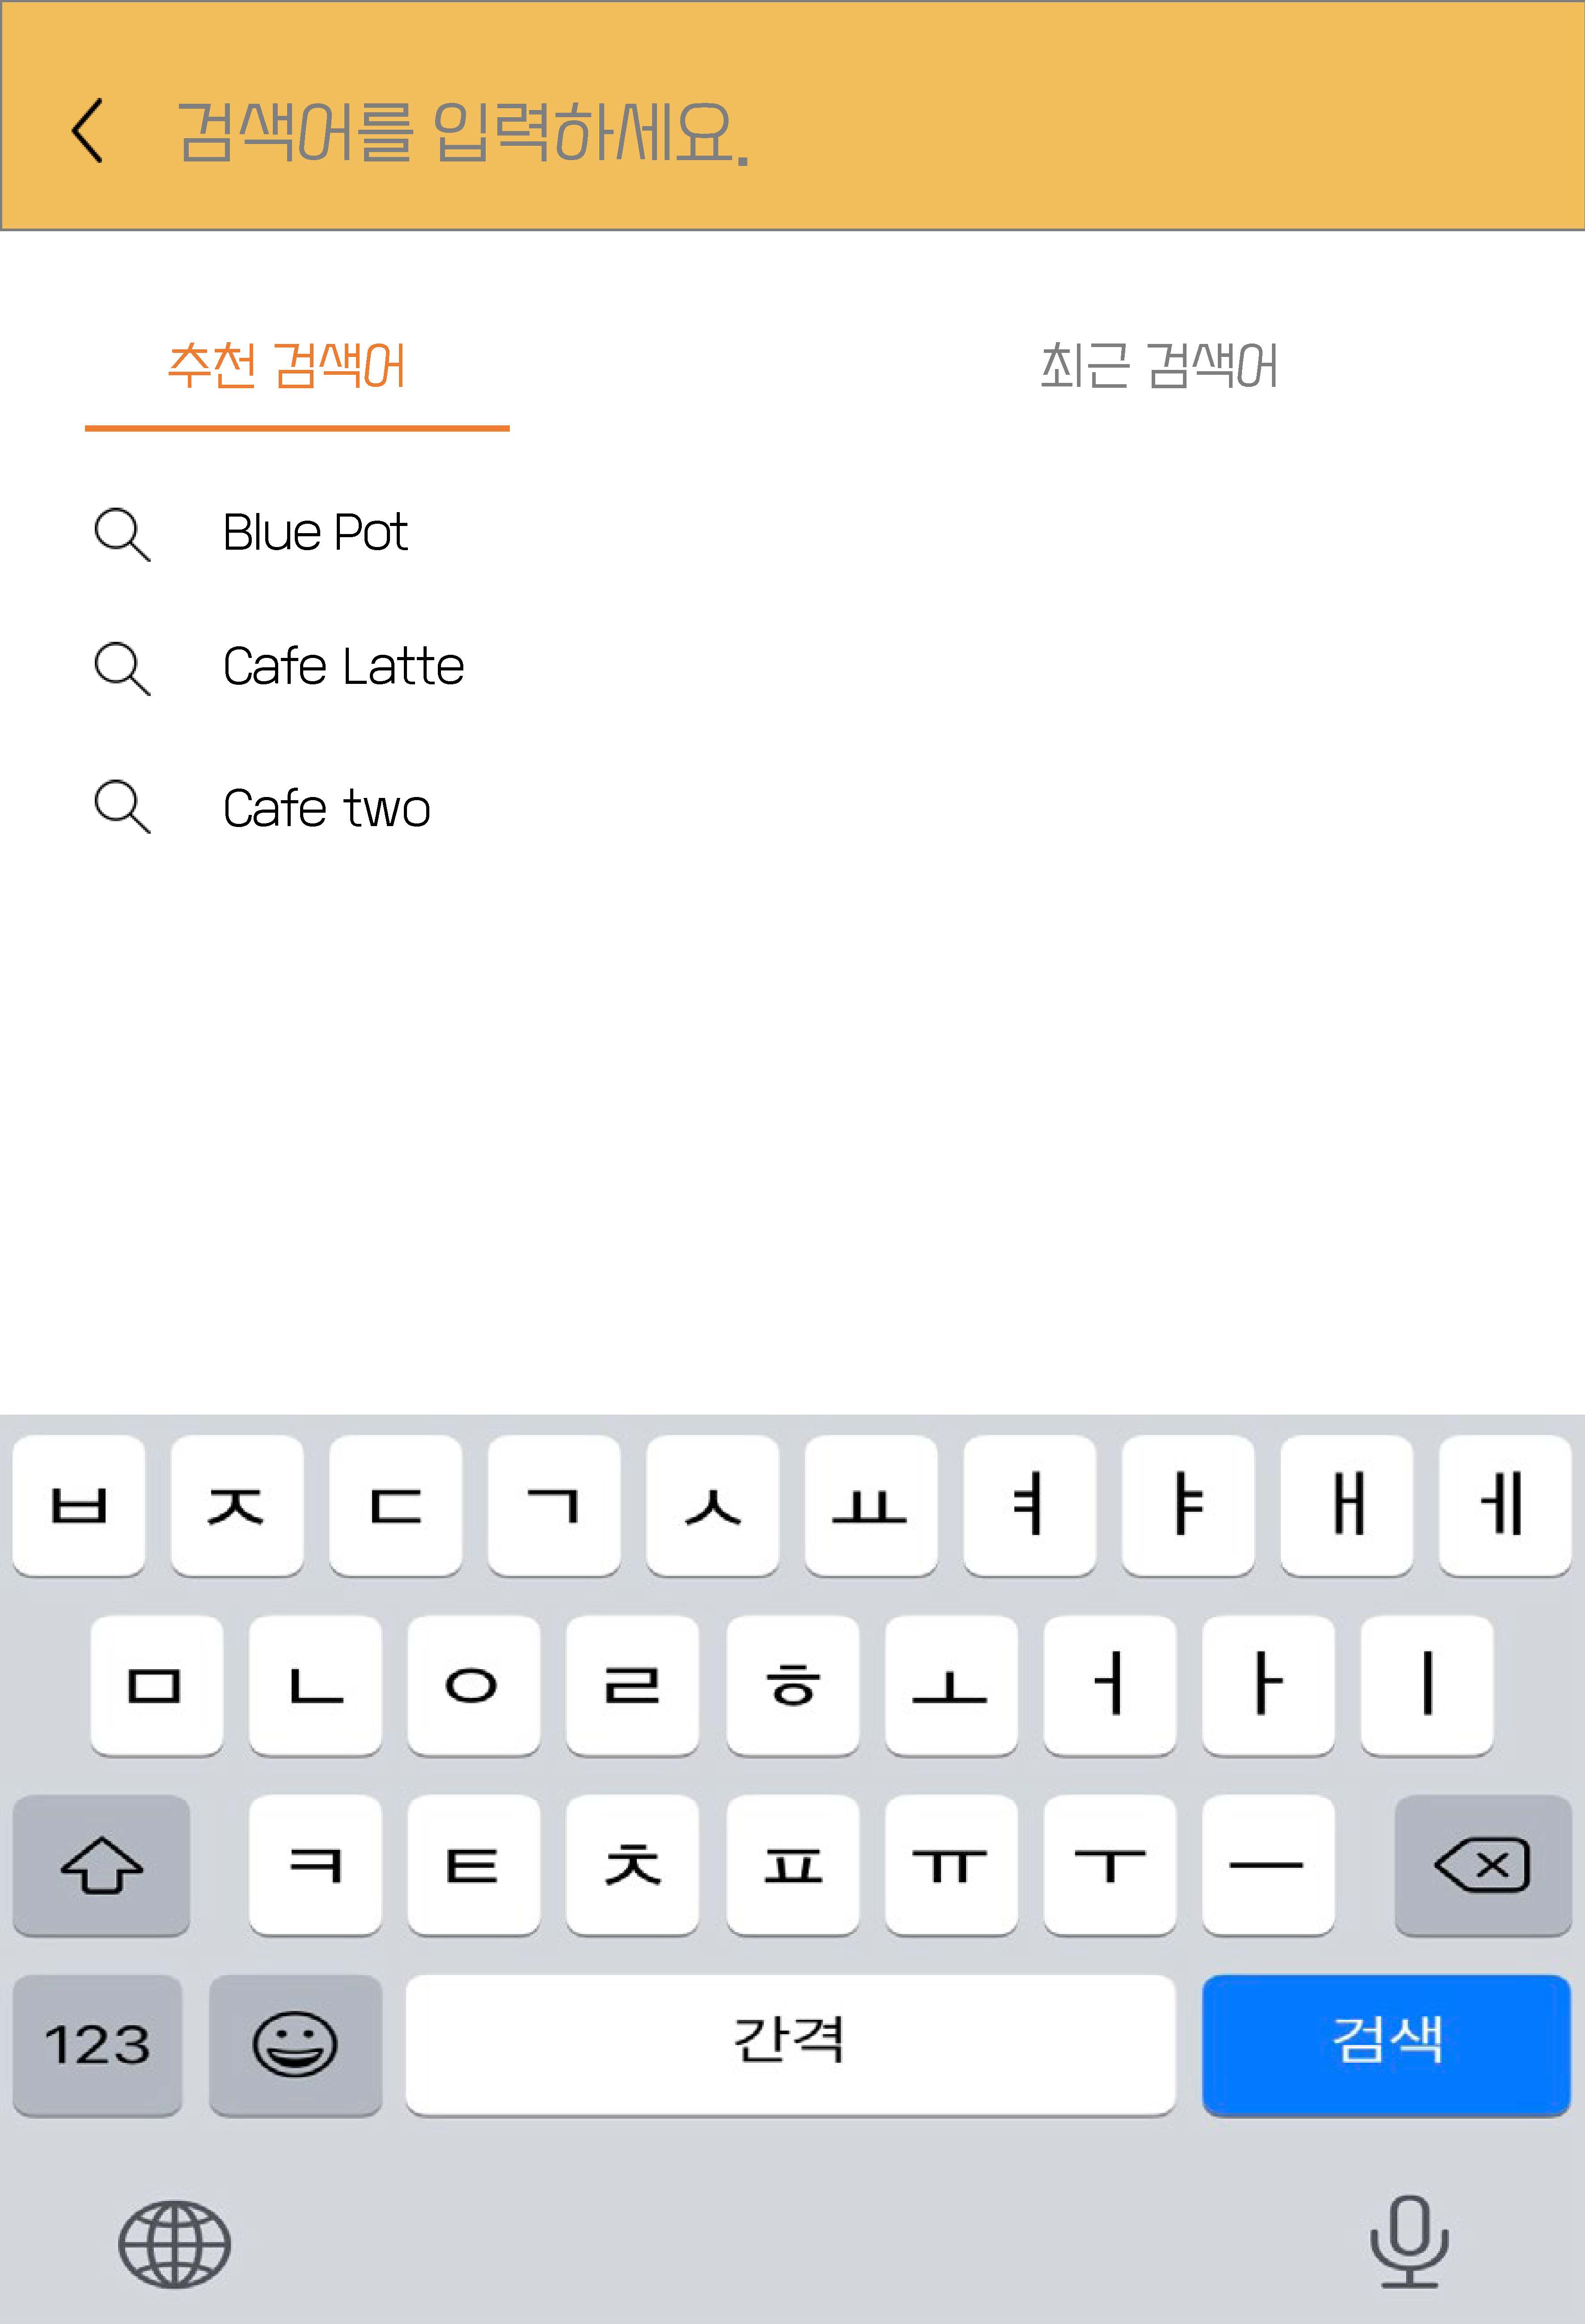 검색어를 입력하세요.
추천 검색어 최근 검색어
Blue Pot
Cafe Latte
Cafe two
ㅂ ㅈ ㄷ ㄱ ㅅ ㅛ ㅕ ㅑ ㅐ ㅔ
ㅁ ㄴ ㅇ ㄹ ㅎ ㅗ ㅓ ㅏ ㅣ
ㅋ ㅌ ㅊ ㅍ ㅠ ㅜ ㅡ
123 간격 검색